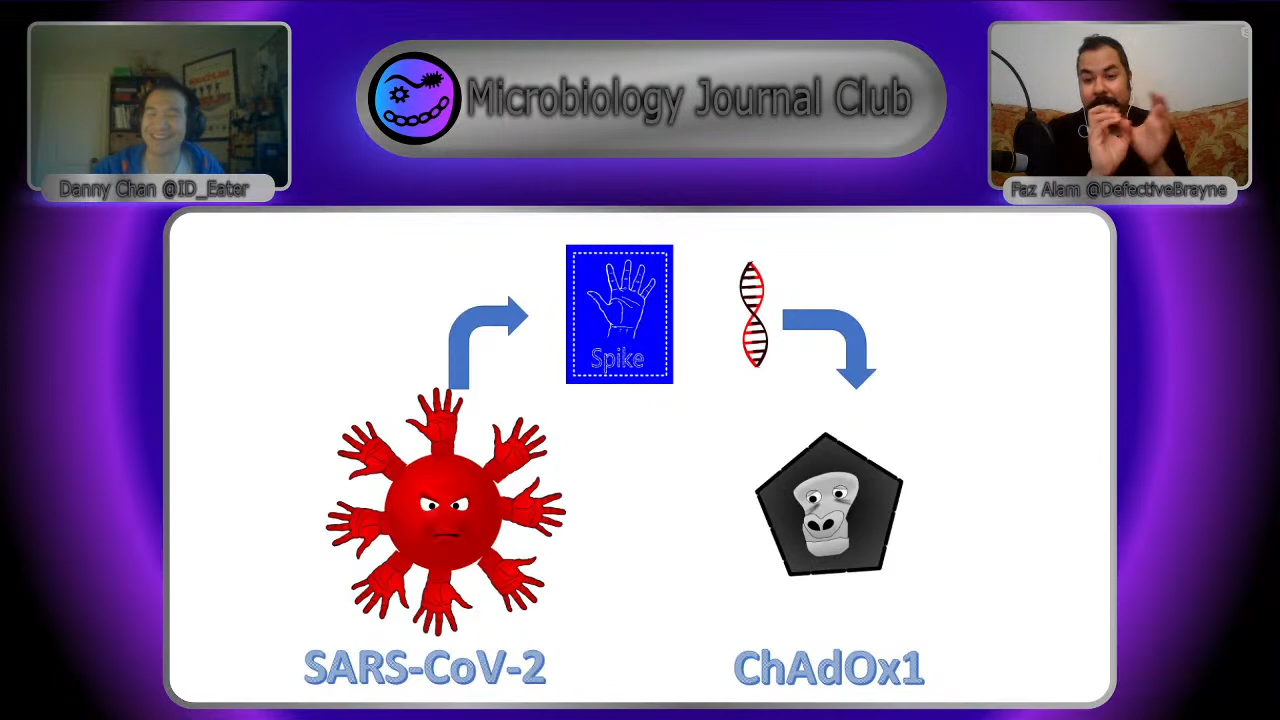 Microbiology Journal Club
Danny Chan @ID_Eater
Faz Alam @DefectiveBrayne
Spike
SARS-CoV-2
ChAdOx1